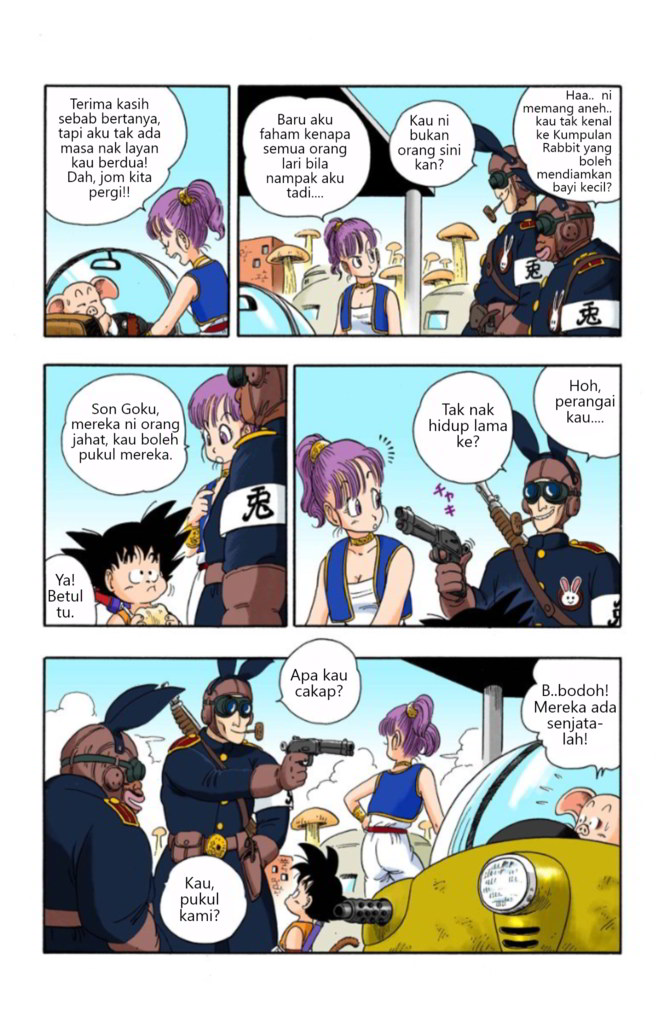 Haa.. ni
memang aneh..
kau tak kenal
ke Kumpulan
Rabbit yang
boleh
mendiamkan
bayi kecil?
Kau ni
bukan
orang sini
kan?
Baru aku
faham kenapa
semua orang
lari bila
nampak aku
tadi....
兎
兎
Terima kasih
sebab bertanya,
tapi aku tak ada
masa nak layan
kau berdua!
Dah, jom kita
pergi!!
Hoh,
perangai
kau....
Tak nak
hidup lama
ke?
チャキ
Son Goku,
mereka ni orang
jahat, kau boleh
pukul mereka.
兎
Ya!
Betul
tu.
B..bodoh!
Mereka ada
senjata-
lah!
Apa kau
cakap?
Kau,
pukul
kami?